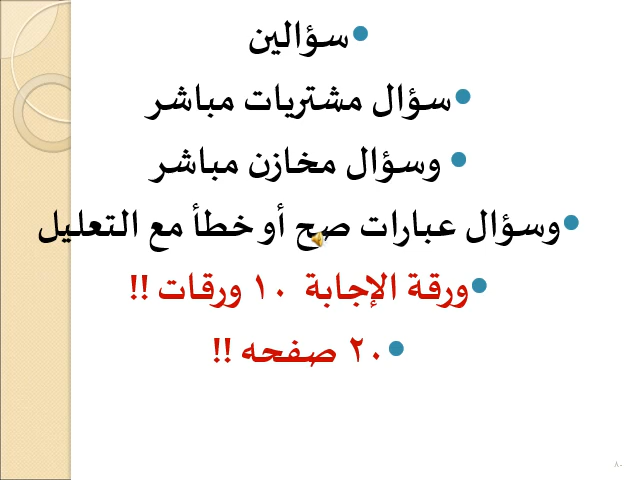 سؤالين
سؤال مشتريات مباشر
وسؤال مخازن مباشر
وسؤال عبارات صح أو خطأ مع التعليل
ورقة الإجابة ١٠ ورقات !!
٢٠ صفحه !!
٨٠